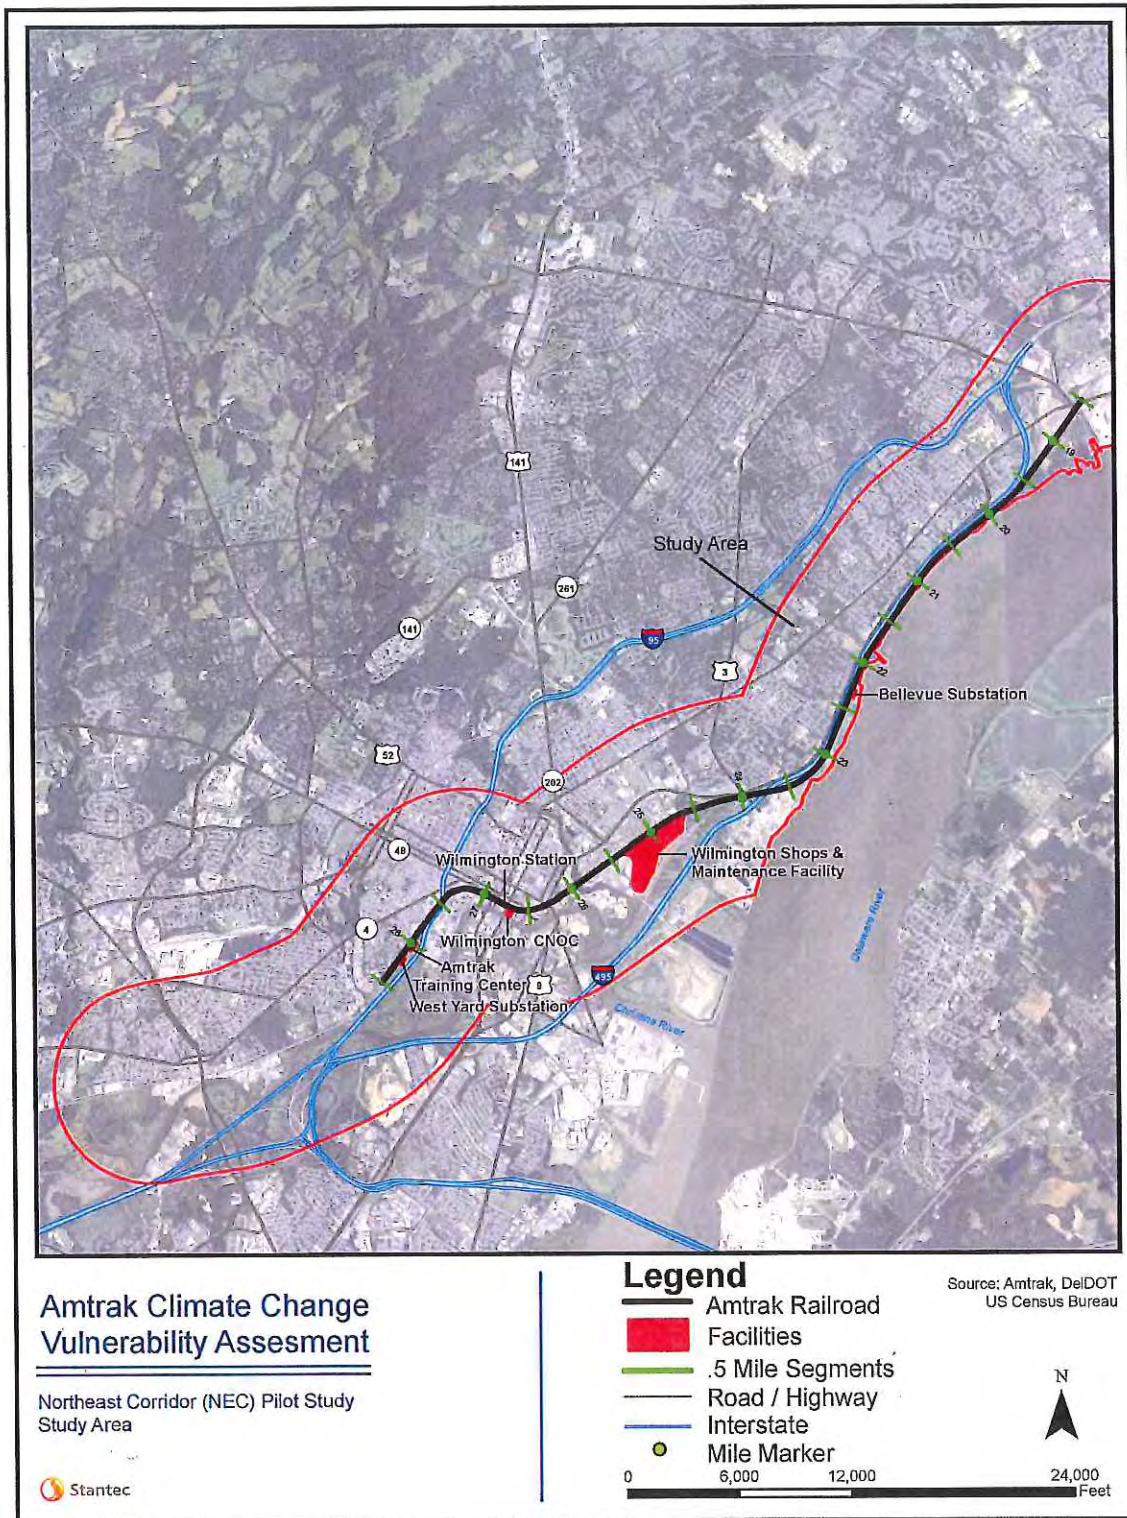 19
20
141
Study Area
261
21
141
95
3
22
Bellevue Substation
52
23
202
24
25
48
Wilmington Station
Wilmington Shops &
Maintenance Facility
26
27
4
28
Wilmington CNOC
Delaware River
Amtrak
Training Center
9
495
West Yard Substation
Christina River
Amtrak Climate Change
Vulnerability Assesment
Northeast Corridor (NEC) Pilot Study
Study Area
Stantec
Legend
Amtrak Railroad
Facilities
.5 Mile Segments
Road / Highway
Interstate
Mile Marker
Source: Amtrak, DelDOT
US Census Bureau
N
0 6,000 12,000 24,000
Feet